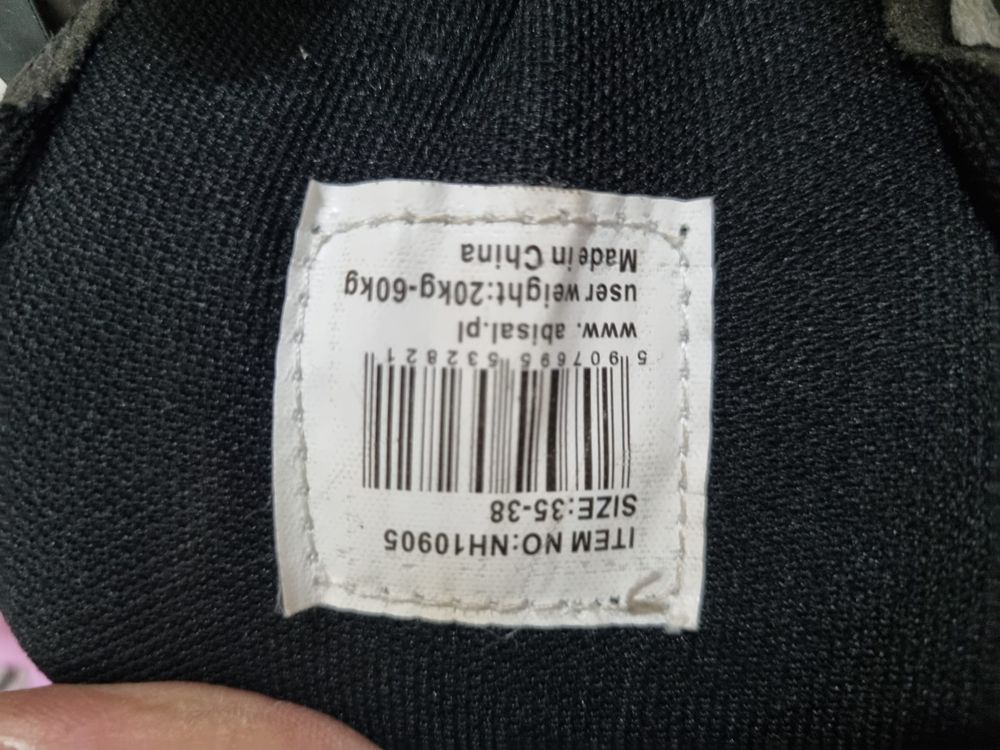 ITEM NO:NH10905
SIZE:35-38
5 907695 532821
www. abisal.pl
user weight:20kg-60kg
Made in China